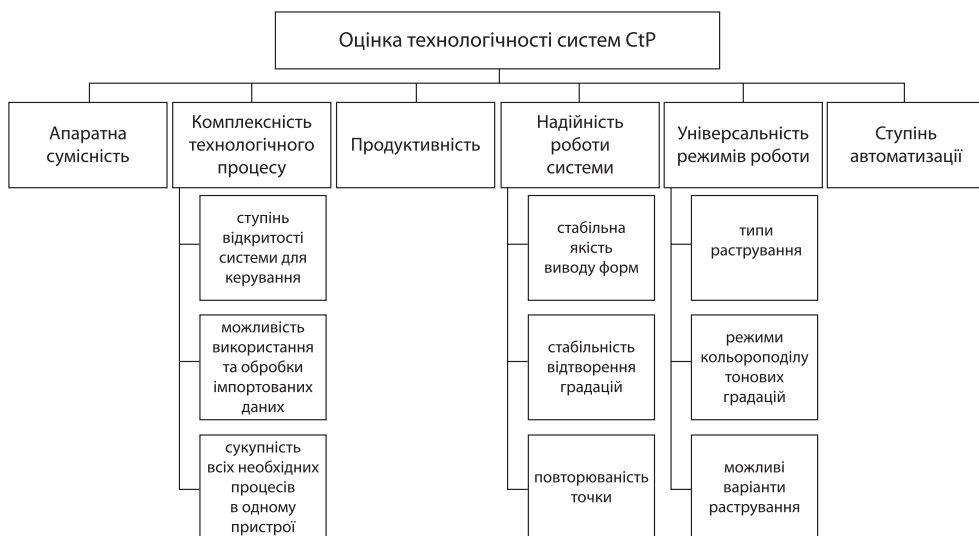 Оцінка технологічності систем CtP
Апаратна
сумісність
Комплексність
технологічного
процесу
Продуктивність
Надійність
роботи
системи
Універсальність
режимів роботи
Ступінь
автоматизації
ступінь
відкритості
системи для
керування
можливість
використання
та обробки
імпортованих
даних
сукупність
всіх необхідних
процесів
в одному
пристрої
стабільна
якість
виводу форм
стабільність
відтворення
градацій
повторюваність
точки
типи
растрування
режими
кольороподілу
тонових
градацій
можливі
варіанти
растрування